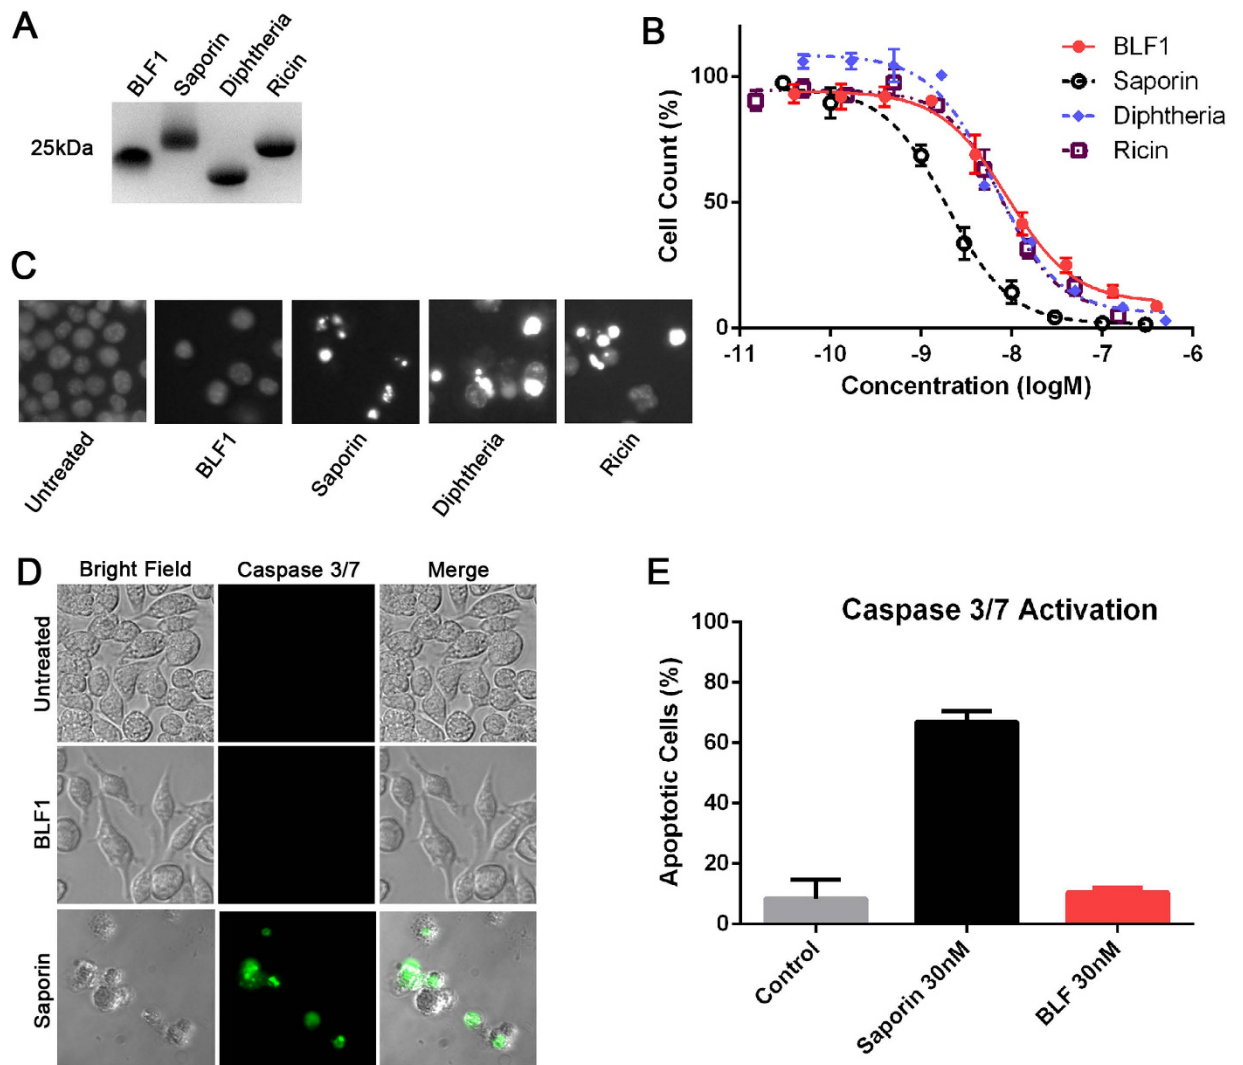 A
BLF1
Saporin
Diphtheria
Ricin
25kDa
B
Cell Count (%)
100
50
0
-11
-10
-9
-8
-7
-6
Concentration (logM)
BLF1
Saporin
Diphtheria
Ricin
C
Untreated
BLF1
Saporin
Diphtheria
Ricin
D
Bright Field
Caspase 3/7
Merge
Untreated
BLF1
Saporin
E
Caspase 3/7 Activation
Apoptotic Cells (%)
100
80
60
40
20
0
Control
Saporin 30nM
BLF 30nM